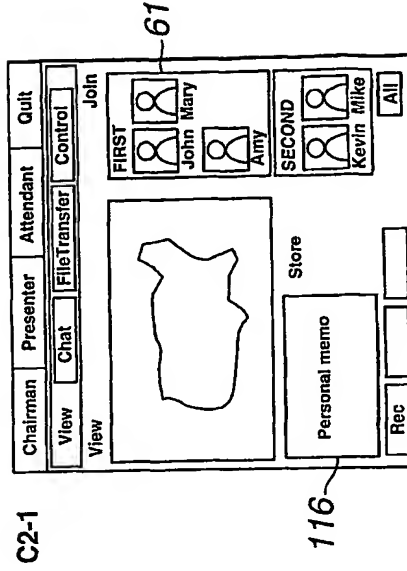 C2-1
Chairman Presenter Attendant Quit
View Chat FileTransfer Control
View Join
FIRST
John Mary
Amy
61
SECOND
Kevin Mike
Store
Personal memo
116
Rec All